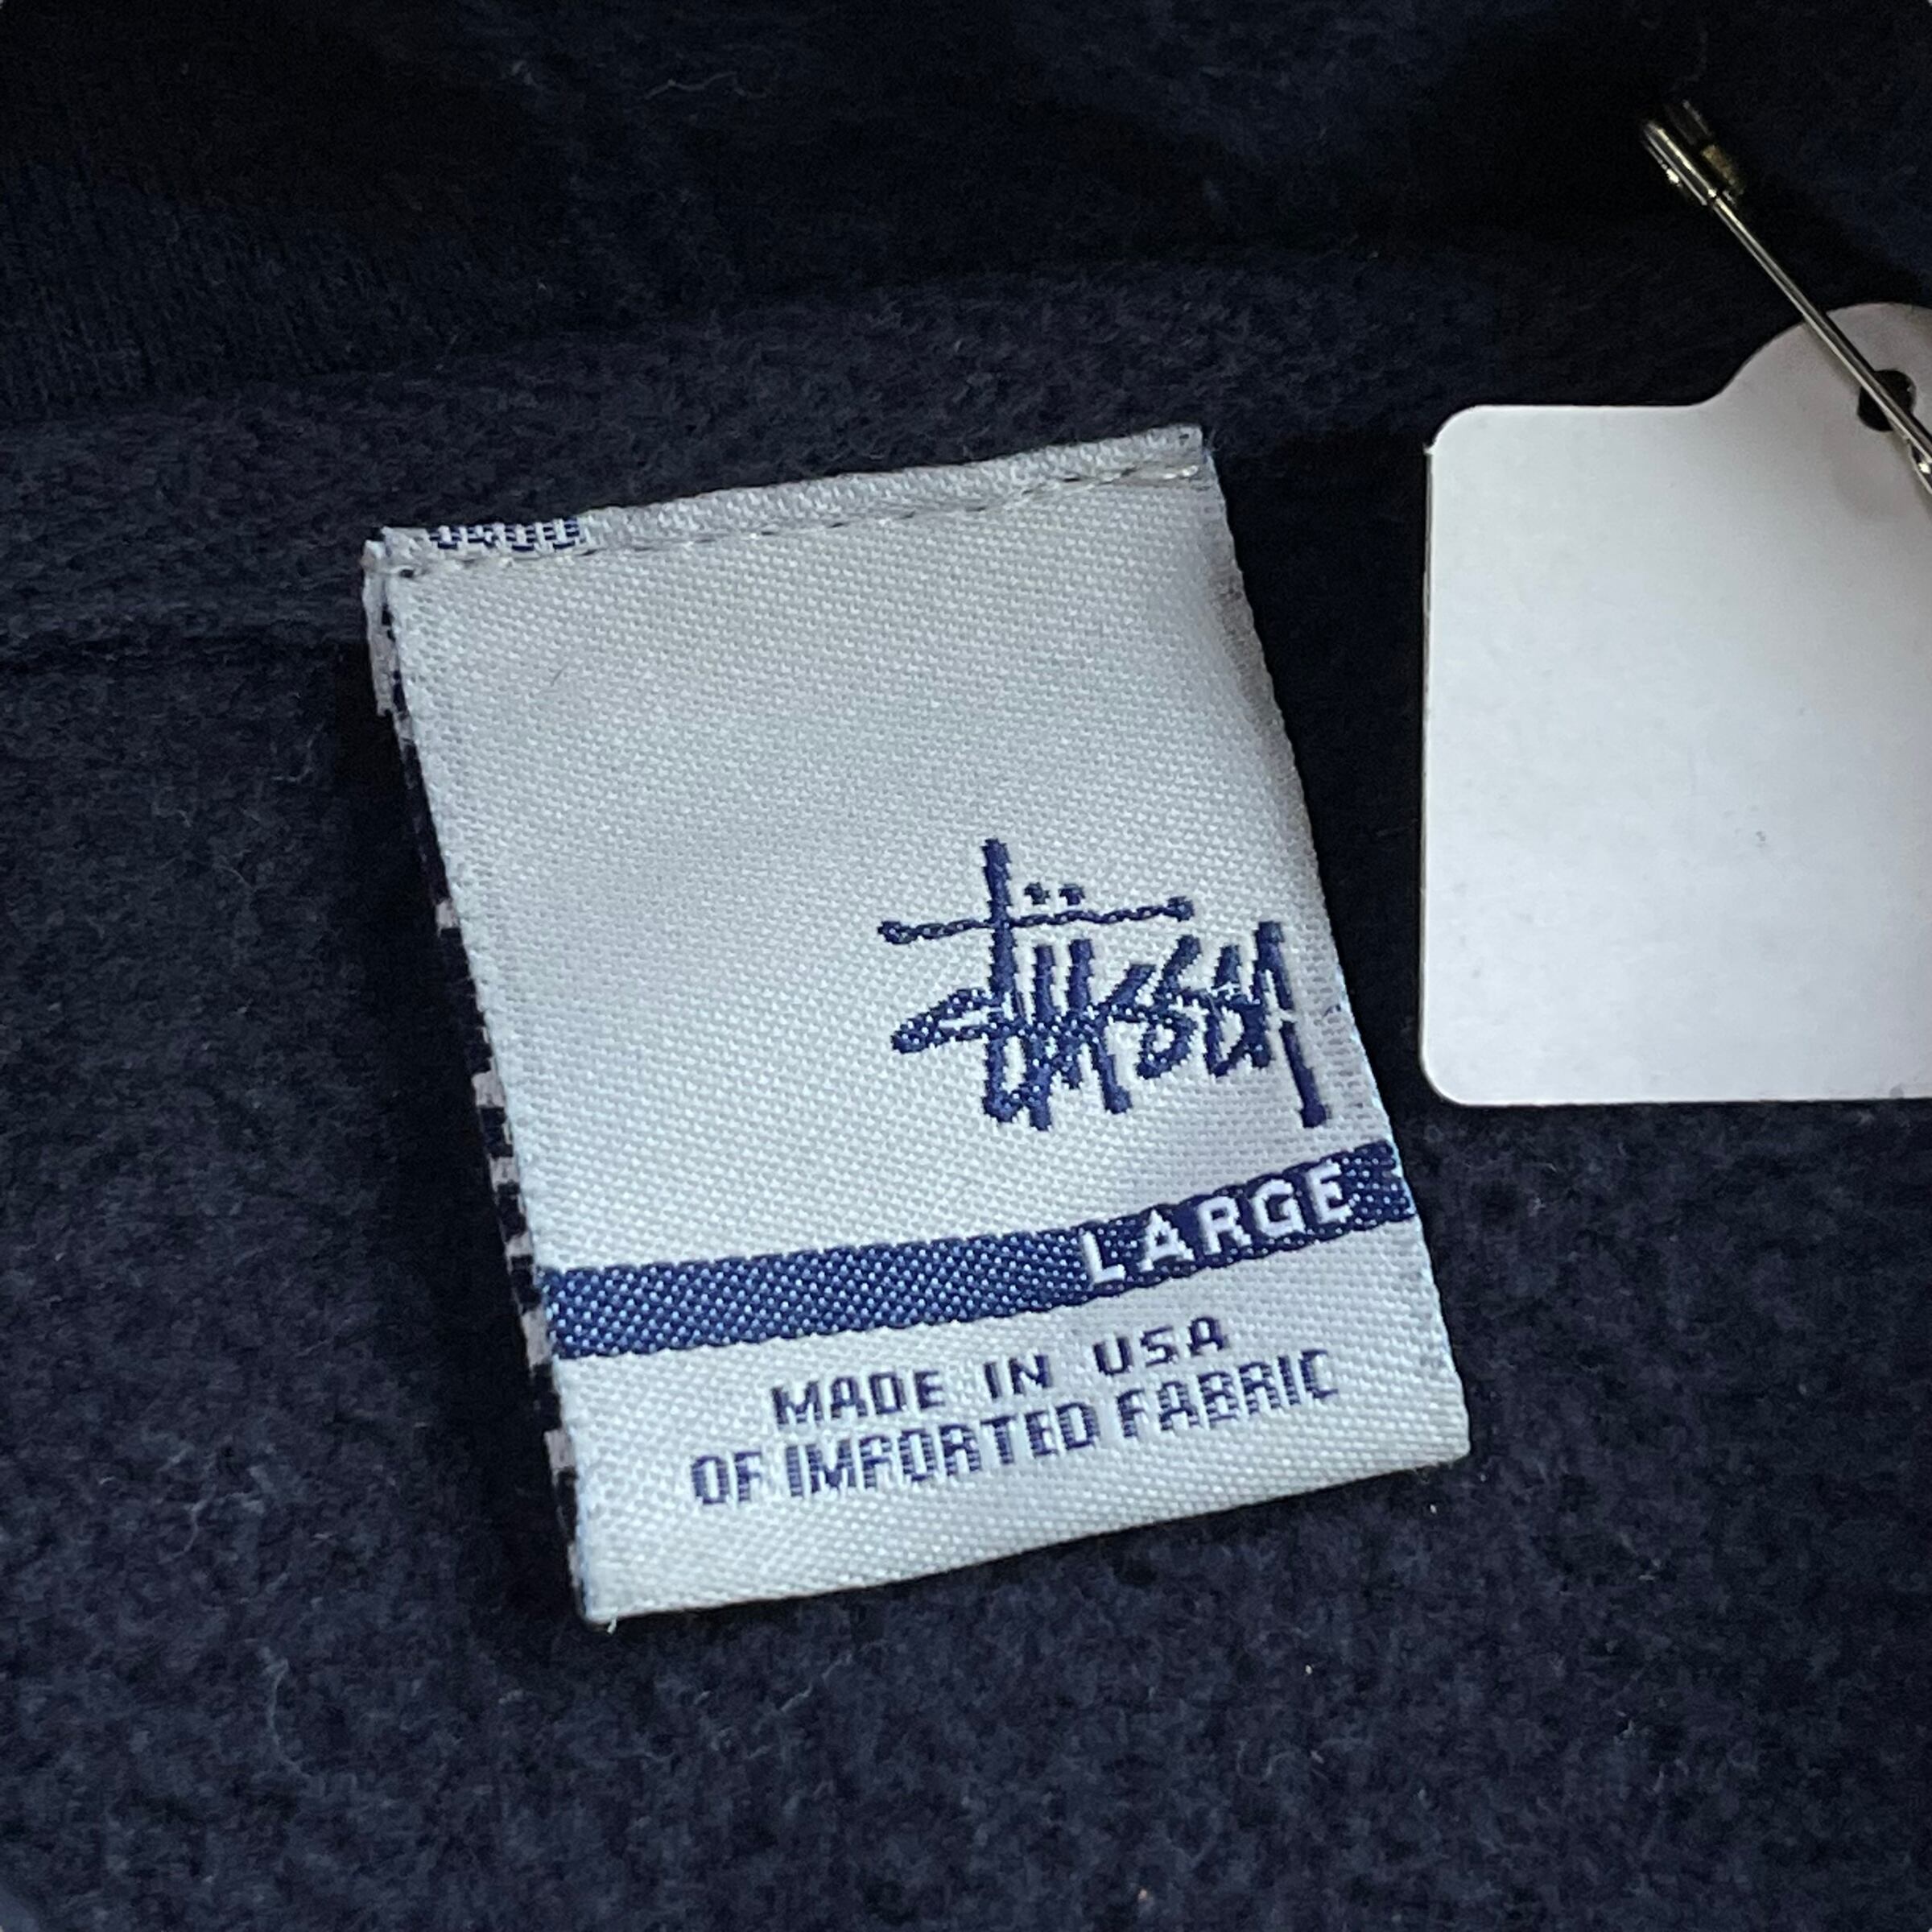 Stüssy
LARGE
MADE IN USA
OF IMPORTED FABRIC